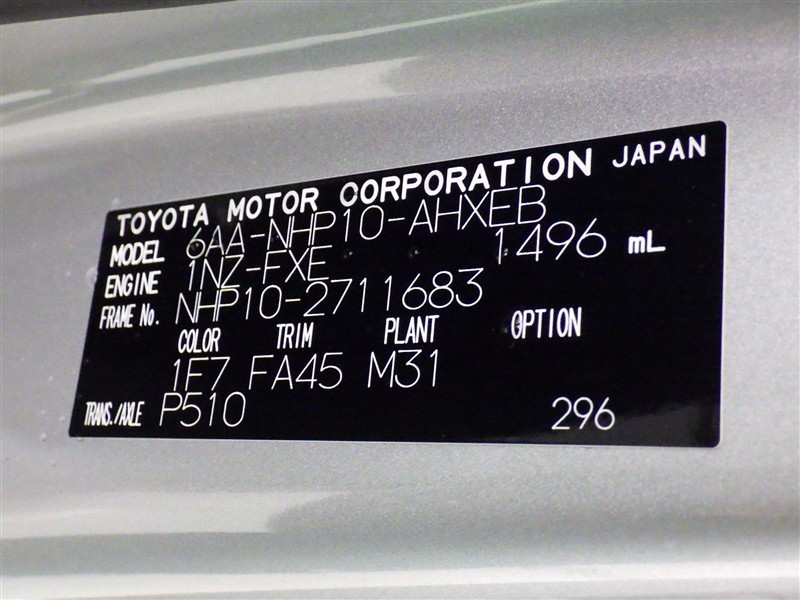 TOYOTA MOTOR CORPORATION JAPAN
MODEL 6AA-NHP10-AHXEB
ENGINE 1NZ-FXE 1496 mL
FRAME No. NHP10-2711683
COLOR TRIM PLANT OPTION
1F7 FA45 M31
TRANS./AXLE P510 296